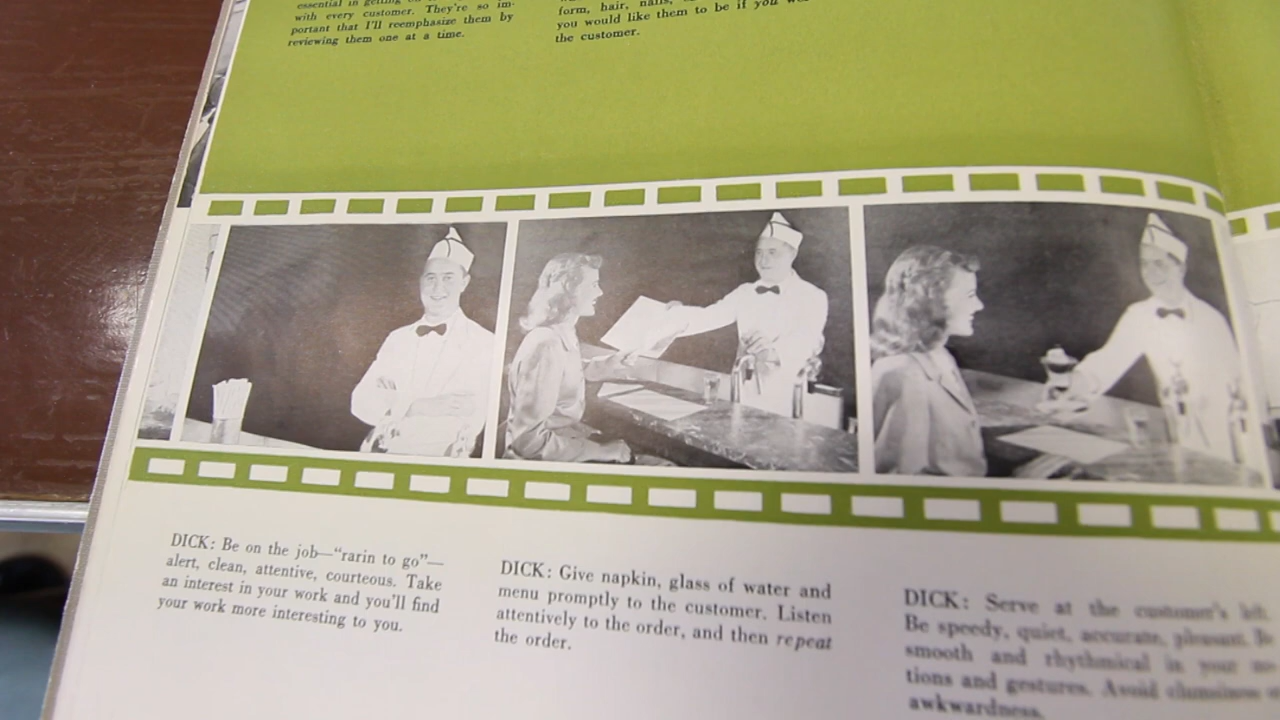 essential in getting
with every customer. They're so im-
portant that I'll reemphasize them by
reviewing them one at a time.
form, hair, nails,
you would like them to be if you
the customer.
DICK: Be on the job—"rarin to go"—
alert, clean, attentive, courteous. Take
an interest in your work and you'll find
your work more interesting to you.
DICK: Give napkin, glass of water and
menu promptly to the customer. Listen
attentively to the order, and then repeat
the order.
DICK: Serve at the customer's left.
Be speedy, quiet, accurate, pleasant. Be
smooth and rhythmical in your mo-
tions and gestures. Avoid clumsiness
awkwardness.